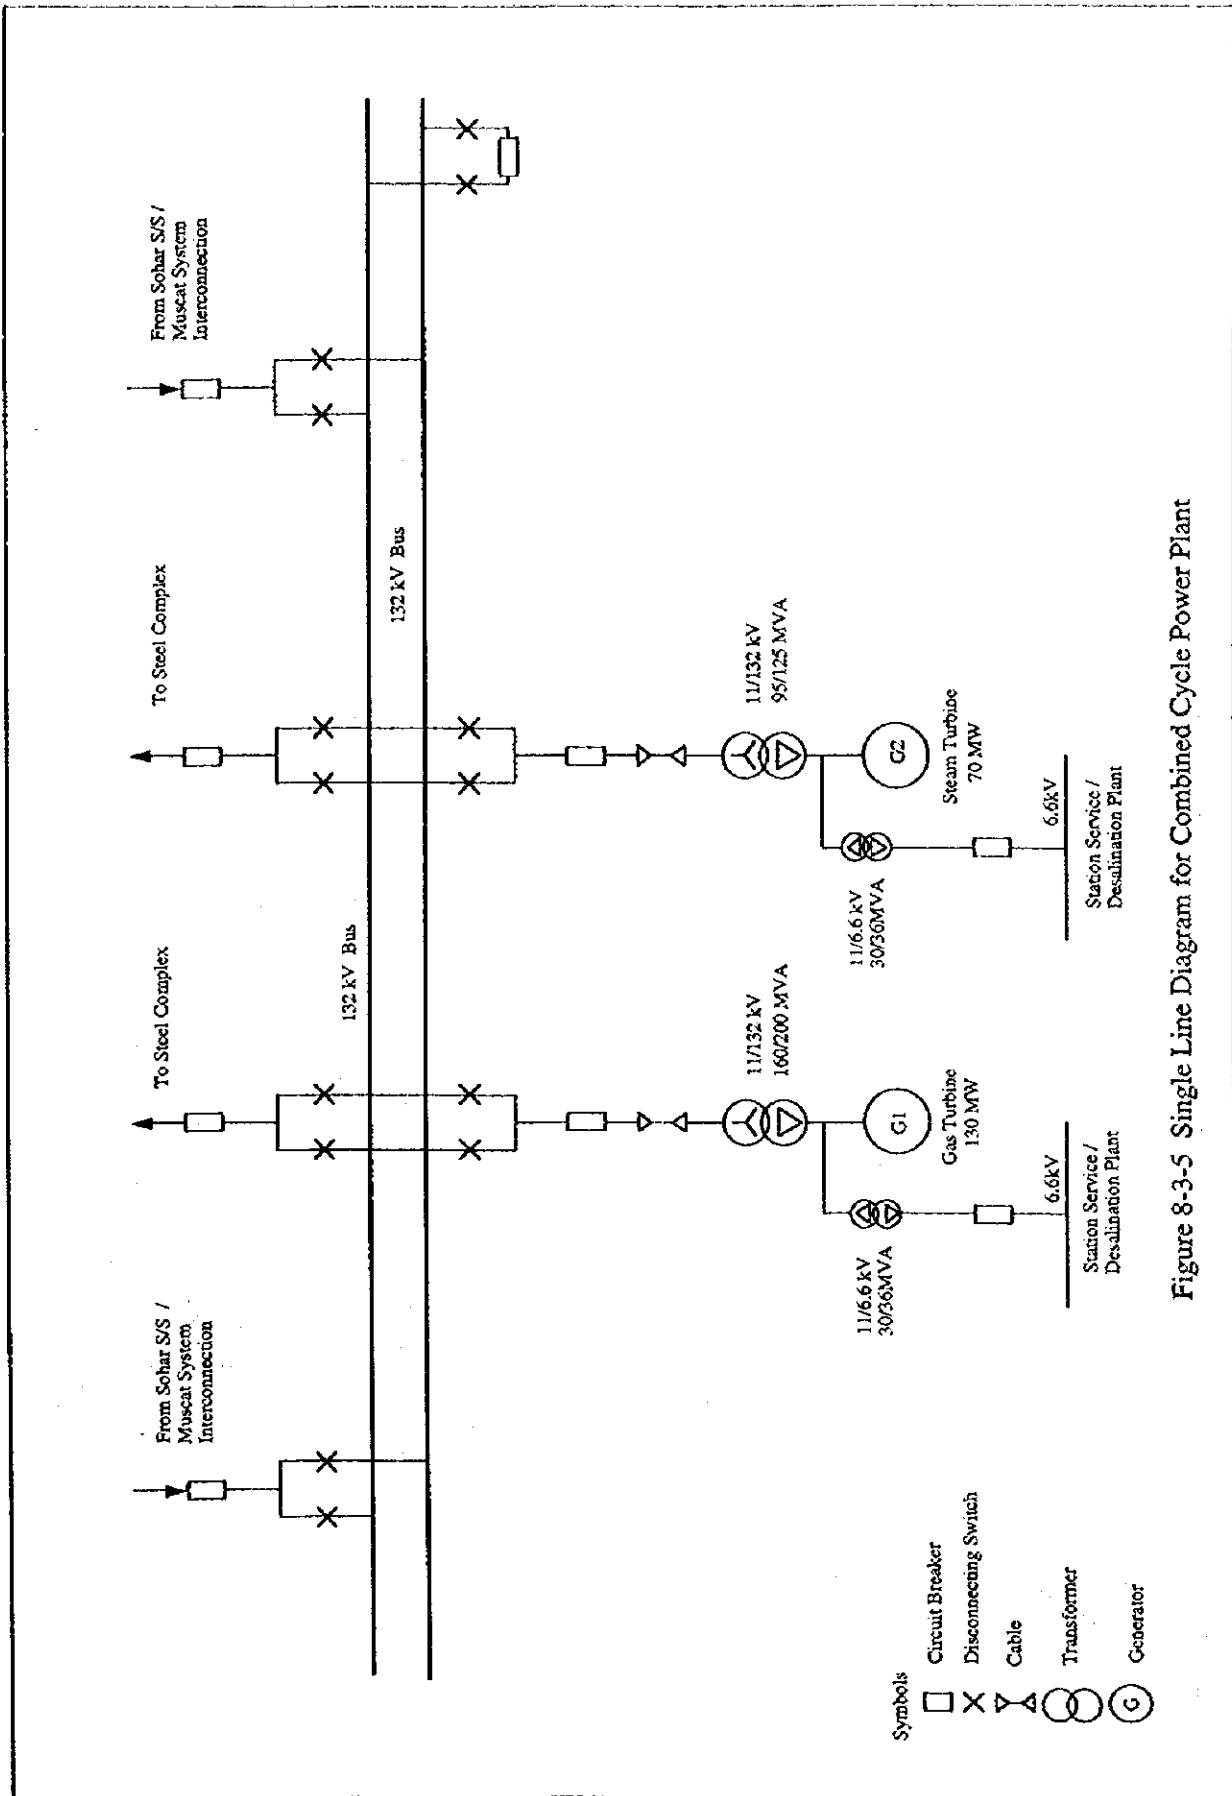 From Sohar S/S /
Muscat System
Interconnection
To Steel Complex
To Steel Complex
From Sohar S/S /
Muscat System
Interconnection
132 kV Bus
132 kV Bus
11/132 kV
160/200 MVA
11/132 kV
95/125 MVA
G1
Gas Turbine
130 MW
G2
Steam Turbine
70 MW
11/6.6 kV
30/36MVA
11/6.6 kV
30/36MVA
6.6kV
Station Service /
Desalination Plant
6.6kV
Station Service /
Desalination Plant
Symbols
Circuit Breaker
Disconnecting Switch
Cable
Transformer
G
Generator
Figure 8-3-5 Single Line Diagram for Combined Cycle Power Plant